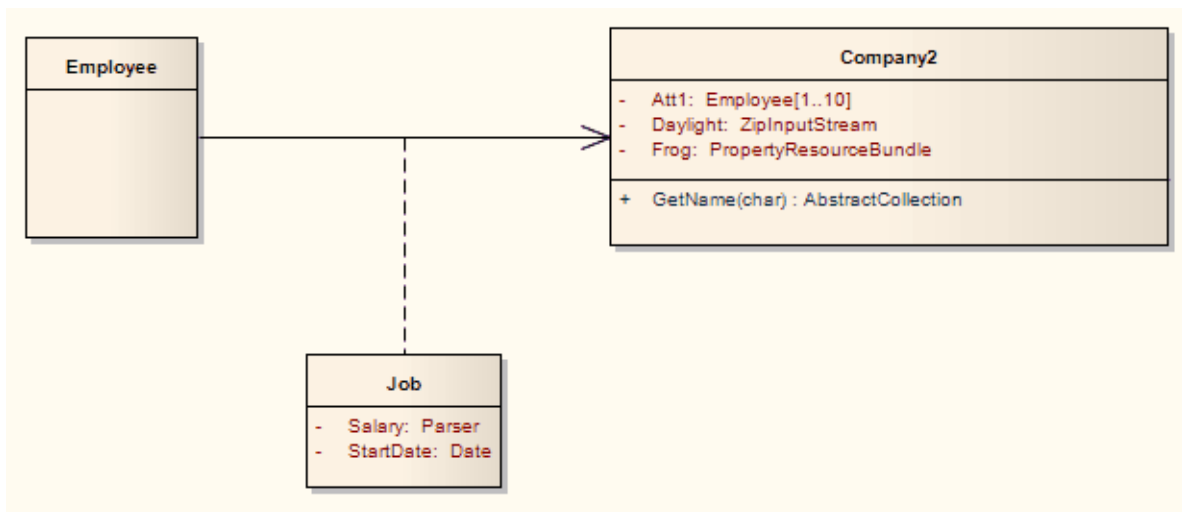 Employee
Company2
- Att1: Employee[1..10]
- Daylight: ZipInputStream
- Frog: PropertyResourceBundle
+ GetName(char) : AbstractCollection
Job
- Salary: Parser
- StartDate: Date